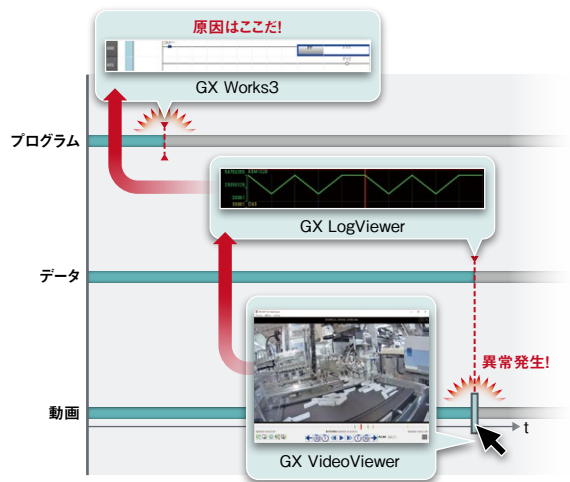 原因はここだ!
GX Works3
プログラム
GX LogViewer
データ
異常発生!
動画
t
GX VideoViewer